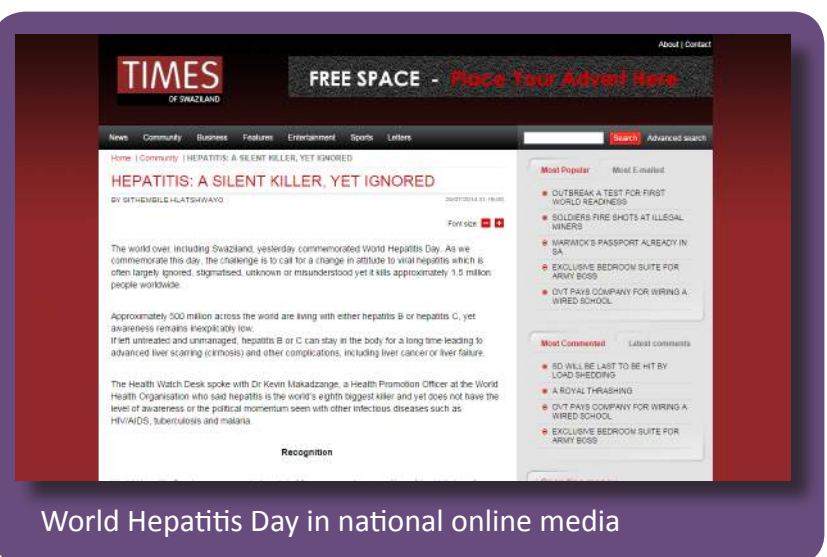 About | Contact
TIMES
OF SWAZILAND
FREE SPACE - Place Your Advert Here
News Community Business Features Entertainment Sports Letters
Search Advanced search
Home | Community | HEPATITIS: A SILENT KILLER, YET IGNORED
HEPATITIS: A SILENT KILLER, YET IGNORED
BY SITHEMBILE HLATSHWAYO
Font size
The world over, including Swaziland, yesterday commemorated World Hepatitis Day. As we
commemorate this day, the challenge is to call for a change in attitude to viral hepatitis which is
often largely ignored, stigmatised, unknown or misunderstood yet it kills approximately 1.5 million
people worldwide.
Approximately 500 million across the world are living with either hepatitis B or hepatitis C, yet
awareness remains inexplicably low.
If left untreated and unmanaged, hepatitis B or C can stay in the body for a long time leading to
advanced liver scarring (cirrhosis) and other complications, including liver cancer or liver failure.
The Health Watch Desk spoke with Dr Kevin Makadzange, a Health Promotion Officer at the World
Health Organisation who said hepatitis is the world's eighth biggest killer and yet does not have the
level of awareness or the political momentum seen with other infectious diseases such as
HIV/AIDS, tuberculosis and malaria.
Recognition
Most Popular Most E-mailed
OUTBREAK A TEST FOR FIRST
WORLD READINESS
SOLDIERS FIRE SHOTS AT ILLEGAL
MINERS
MARWICK'S PASSPORT ALREADY IN
SA
EXCLUSIVE BEDROOM SUITE FOR
ARMY BOSS
GVT PAYS COMPANY FOR WIRING A
WIRED SCHOOL
Most Commented Latest comments
SD WILL BE LAST TO BE HIT BY
LOAD SHEDDING
A ROYAL THRASHING
GVT PAYS COMPANY FOR WIRING A
WIRED SCHOOL
EXCLUSIVE BEDROOM SUITE FOR
ARMY BOSS
World Hepatitis Day in national online media